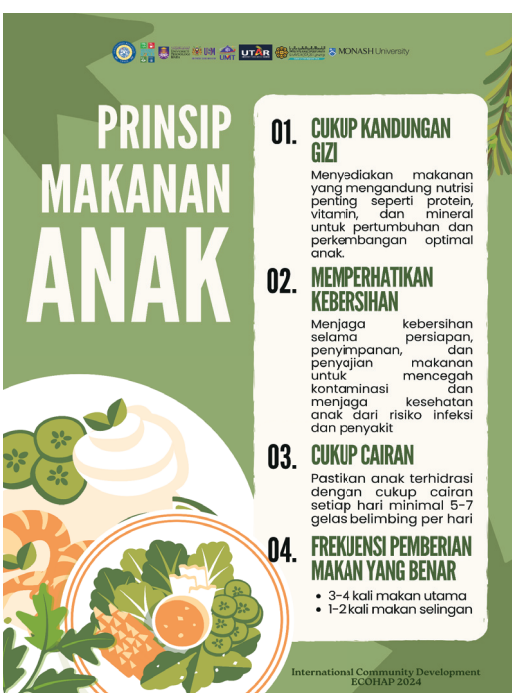 UTAR
UMT
MONASH University
PRINSIP
MAKANAN
ANAK
01. CUKUP KANDUNGAN
GIZI
Menyediakan makanan
yang mengandung nutrisi
penting seperti protein,
vitamin, dan mineral
untuk pertumbuhan dan
perkembangan optimal
anak.
02. MEMPERHATIKAN
KEBERSIHAN
Menjaga kebersihan
selama persiapan,
penyimpanan, dan
penyajian makanan
untuk mencegah
kontaminasi dan
menjaga kesehatan
anak dari risiko infeksi
dan penyakit
03. CUKUP CAIRAN
Pastikan anak terhidrasi
dengan cukup cairan
setiap hari minimal 5-7
gelas belimbing per hari
04. FREKUENSI PEMBERIAN
MAKAN YANG BENAR
• 3-4 kali makan utama
• 1-2 kali makan selingan
International Community Development
ECOHAP 2024